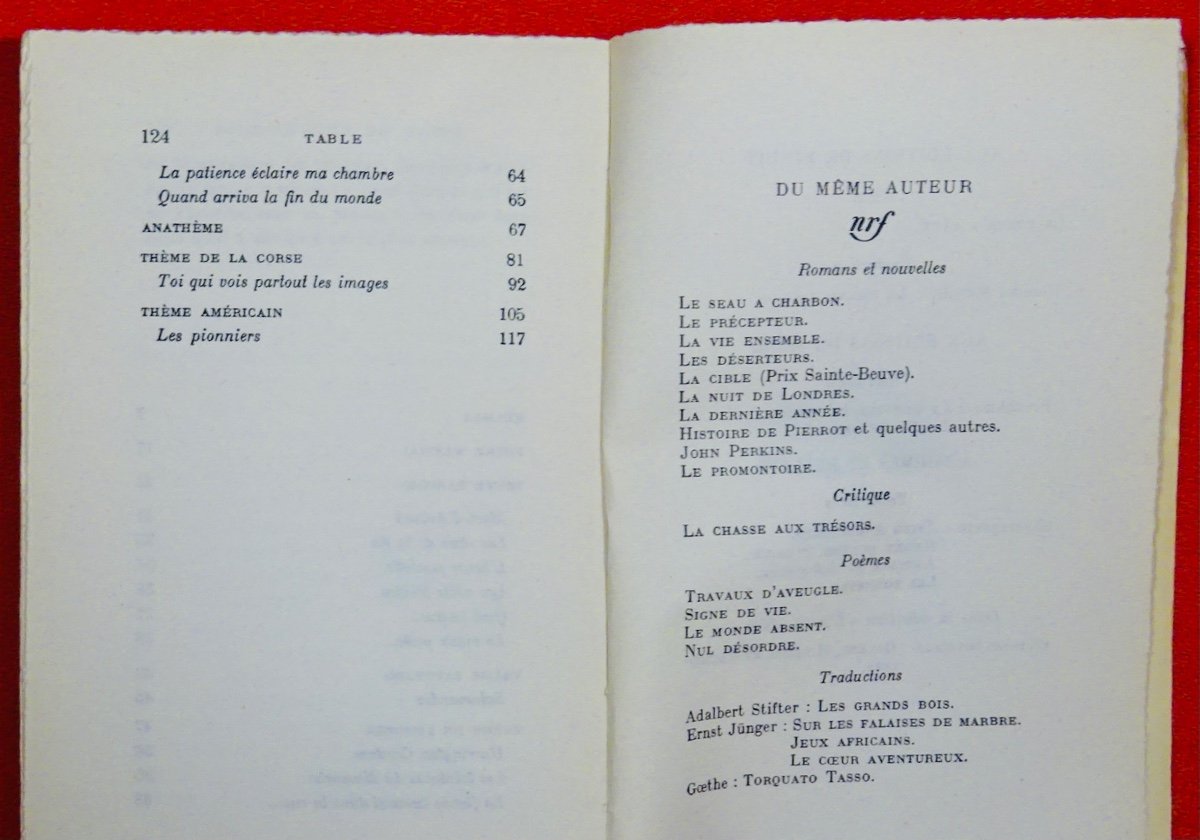 124 TABLE
La patience éclaire ma chambre 64
Quand arriva la fin du monde 65
ANATHÈME 67
THÈME DE LA CORSE 81
Toi qui vois partout les images 92
THÈME AMÉRICAIN 105
Les pionniers 117
DU MÊME AUTEUR
nrf
Romans et nouvelles
LE SEAU A CHARBON.
LE PRÉCEPTEUR.
LA VIE ENSEMBLE.
LES DÉSERTEURS.
LA CIBLE (Prix Sainte-Beuve).
LA NUIT DE LONDRES.
LA DERNIÈRE ANNÉE.
HISTOIRE DE PIERROT et quelques autres.
JOHN PERKINS.
LE PROMONTOIRE.
Critique
LA CHASSE AUX TRÉSORS.
Poèmes
TRAVAUX D'AVEUGLE.
SIGNE DE VIE.
LE MONDE ABSENT.
NUL DÉSORDRE.
Traductions
Adalbert Stifter : LES GRANDS BOIS.
Ernst Jünger : SUR LES FALAISES DE MARBRE.
JEUX AFRICAINS.
LE CŒUR AVENTUREUX.
Gœthe : TORQUATO TASSO.